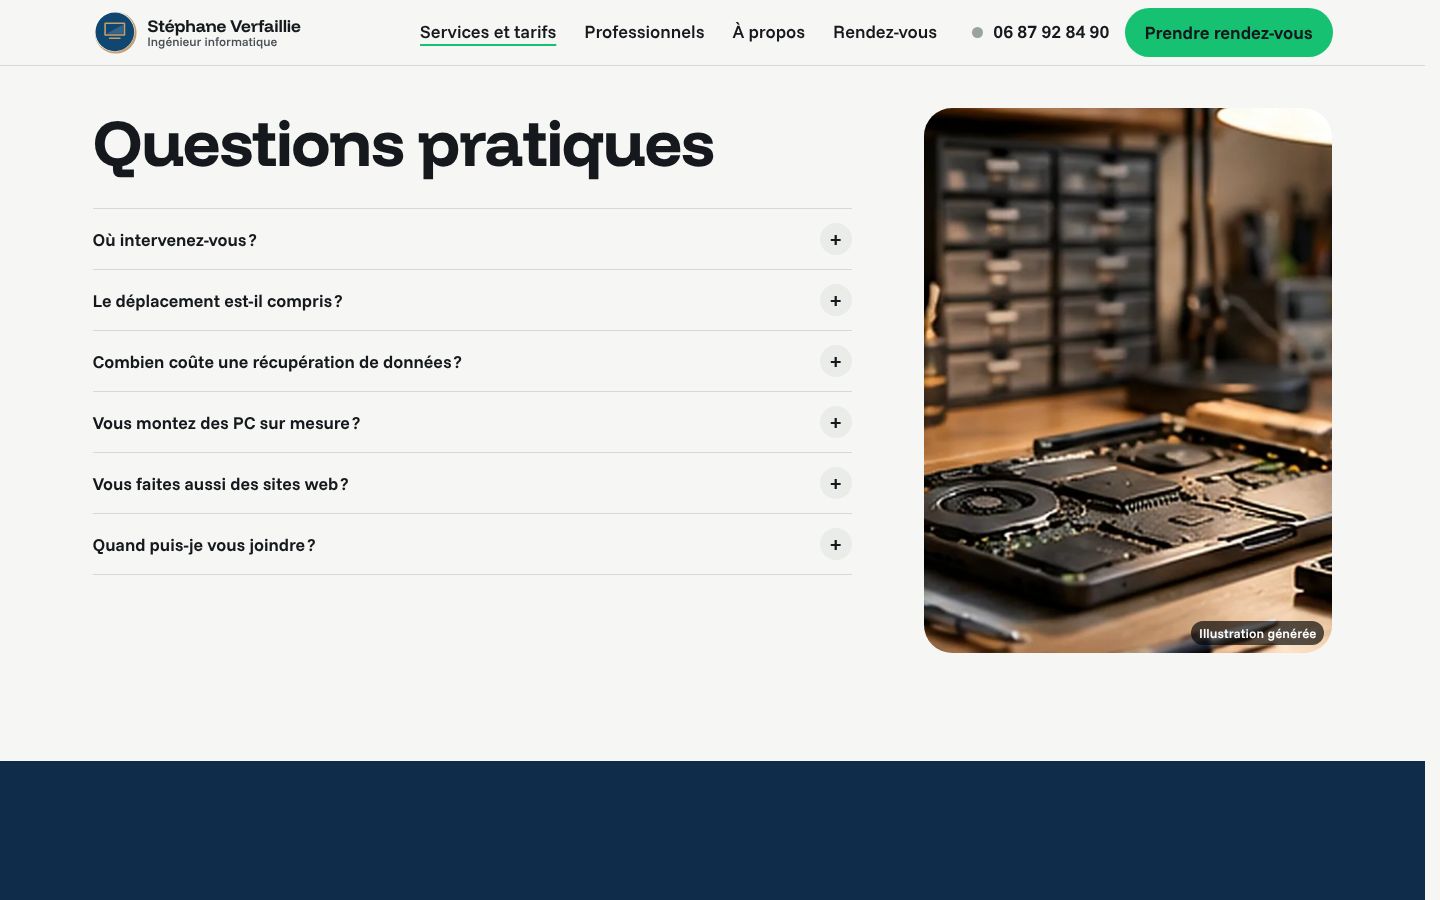 Stéphane Verfaillie
Ingénieur informatique
Services et tarifs
Professionnels
À propos
Rendez-vous
06 87 92 84 90
Prendre rendez-vous
Questions pratiques
Où intervenez-vous ?
+
Le déplacement est-il compris ?
+
Combien coûte une récupération de données ?
+
Vous montez des PC sur mesure ?
+
Vous faites aussi des sites web ?
+
Quand puis-je vous joindre ?
+
Illustration générée